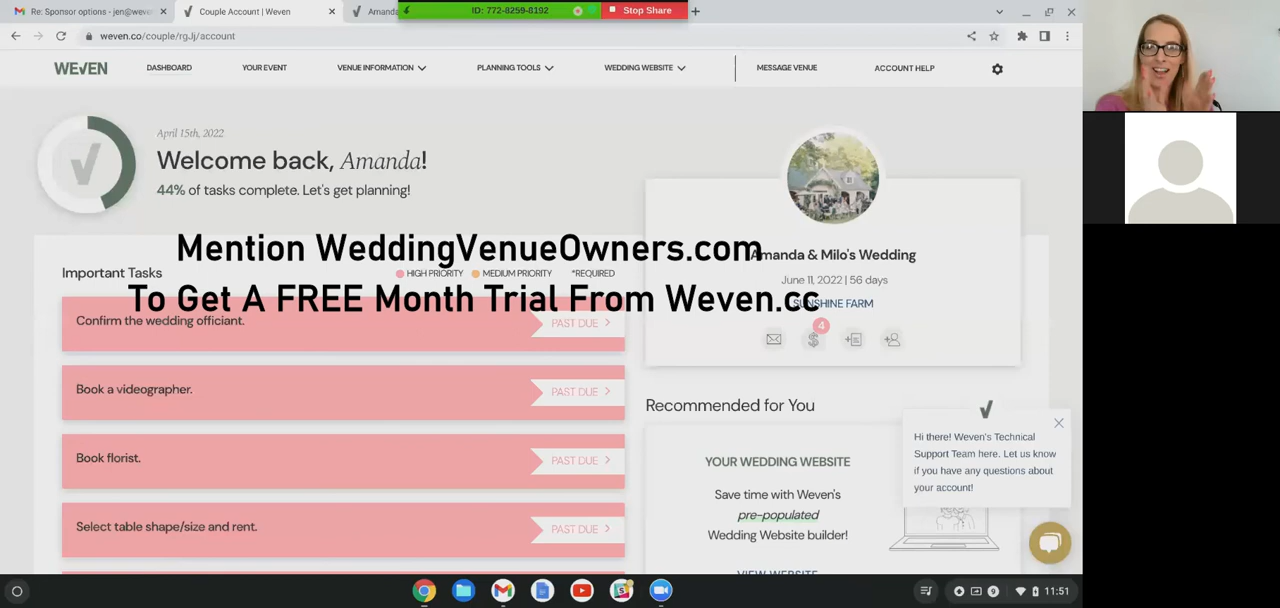 Re: Sponsor options - jen@wever
Couple Account | Weven
Amanda
ID: 772-8259-8192
Stop Share
weven.co/couple/rgJj/account
WEVEN
DASHBOARD
YOUR EVENT
VENUE INFORMATION
PLANNING TOOLS
WEDDING WEBSITE
MESSAGE VENUE
ACCOUNT HELP
April 15th, 2022
Welcome back, Amanda!
44% of tasks complete. Let's get planning!
Mention WeddingVenueOwners.com
To Get A FREE Month Trial From Weven.cc
Important Tasks
HIGH PRIORITY
MEDIUM PRIORITY
*REQUIRED
Confirm the wedding officiant.
PAST DUE
Book a videographer.
PAST DUE
Book florist.
PAST DUE
Select table shape/size and rent.
PAST DUE
Amanda & Milo's Wedding
June 11, 2022 | 56 days
SUNSHINE FARM
4
Recommended for You
YOUR WEDDING WEBSITE
Save time with Weven's
pre-populated
Wedding Website builder!
VIEW WEBSITE
Hi there! Weven's Technical
Support Team here. Let us know
if you have any questions about
your account!
9
11:51